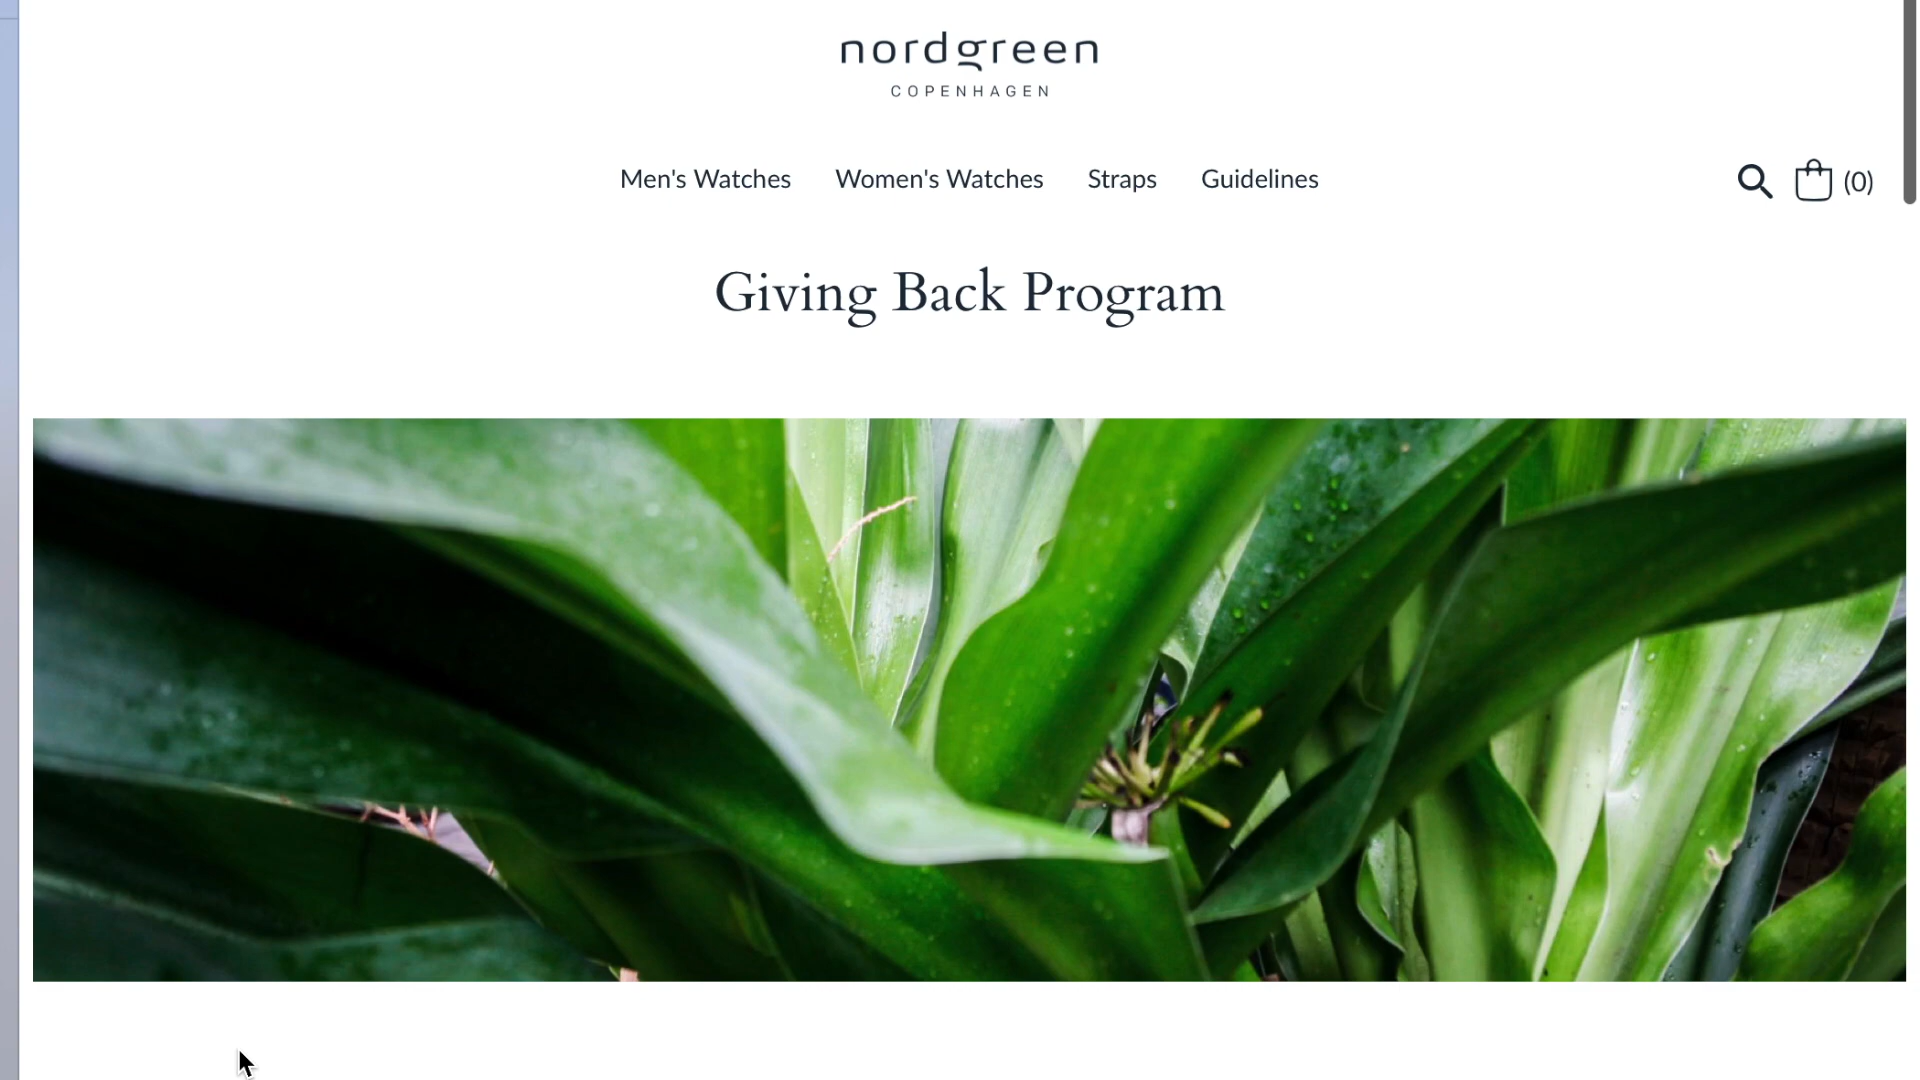 nordgreen
COPENHAGEN
Men's Watches Women's Watches Straps Guidelines (0)
Giving Back Program